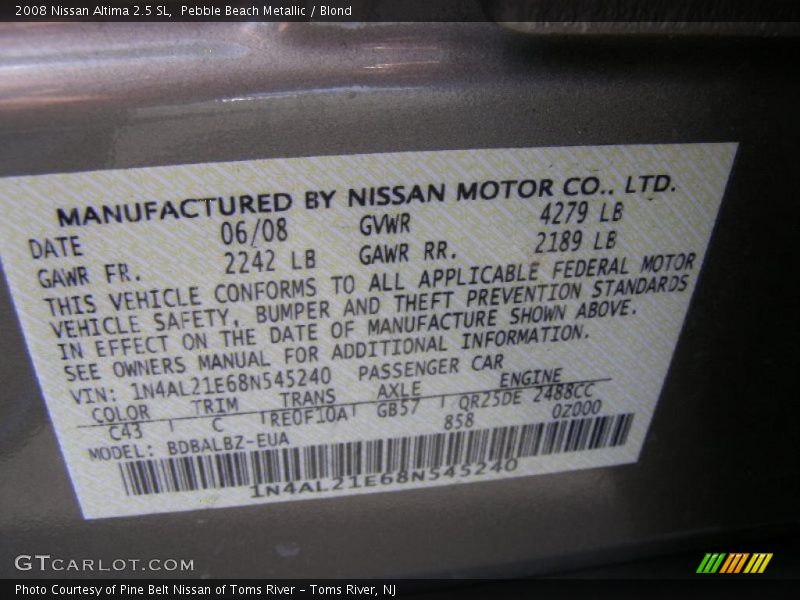 2008 Nissan Altima 2.5 SL,  Pebble Beach Metallic / Blond
MANUFACTURED BY NISSAN MOTOR CO., LTD.
DATE 06/08 GVWR 4279 LB
GAWR FR. 2242 LB GAWR RR. 2189 LB
THIS VEHICLE CONFORMS TO ALL APPLICABLE FEDERAL MOTOR
VEHICLE SAFETY, BUMPER AND THEFT PREVENTION STANDARDS
IN EFFECT ON THE DATE OF MANUFACTURE SHOWN ABOVE.
SEE OWNERS MANUAL FOR ADDITIONAL INFORMATION.
VIN: 1N4AL21E68N545240 PASSENGER CAR
COLOR TRIM TRANS AXLE ENGINE
C43 C RE0F10A GB57 QR25DE 2488CC
MODEL: BDBALBZ-EUA 858 0Z000
1N4AL21E68N545240
GTCARLOT.COM
Photo Courtesy of Pine Belt Nissan of Toms River - Toms River, NJ